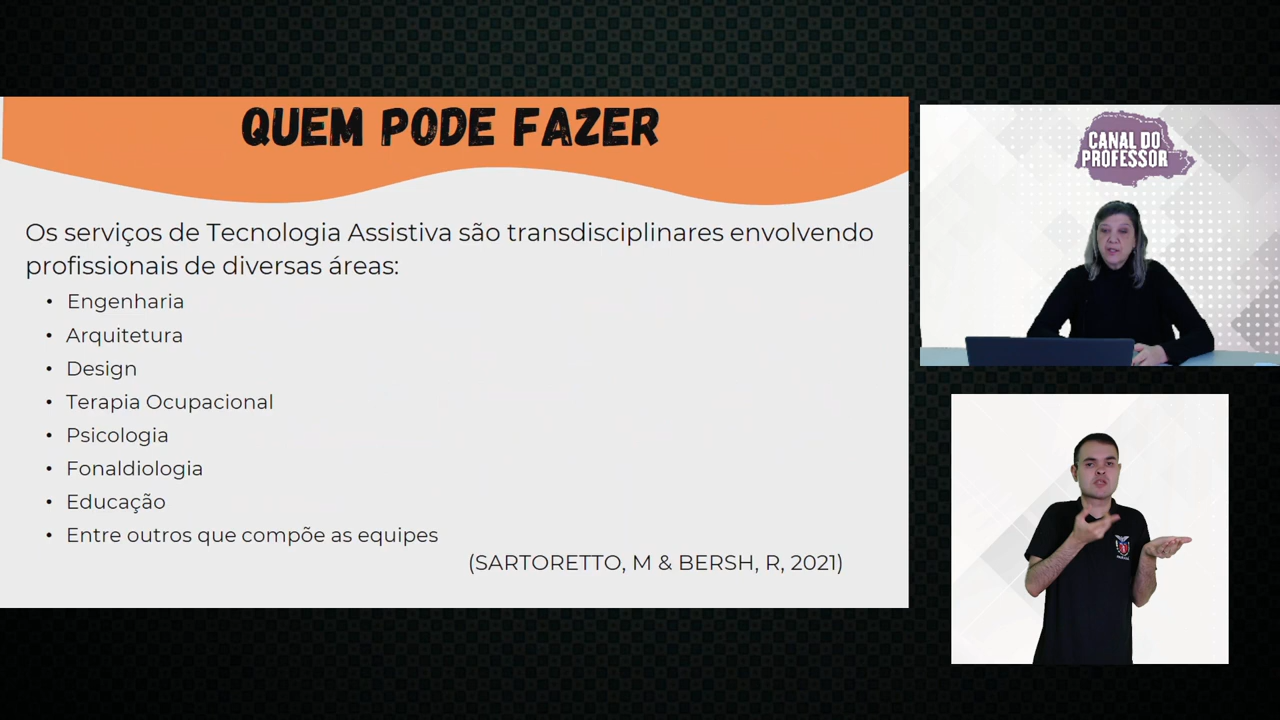 QUEM PODE FAZER
Os serviços de Tecnologia Assistiva são transdisciplinares envolvendo
profissionais de diversas áreas:
• Engenharia
• Arquitetura
• Design
• Terapia Ocupacional
• Psicologia
• Fonaldiologia
• Educação
• Entre outros que compõe as equipes
(SARTORETTO, M & BERSH, R, 2021)
CANAL DO
PROFESSOR